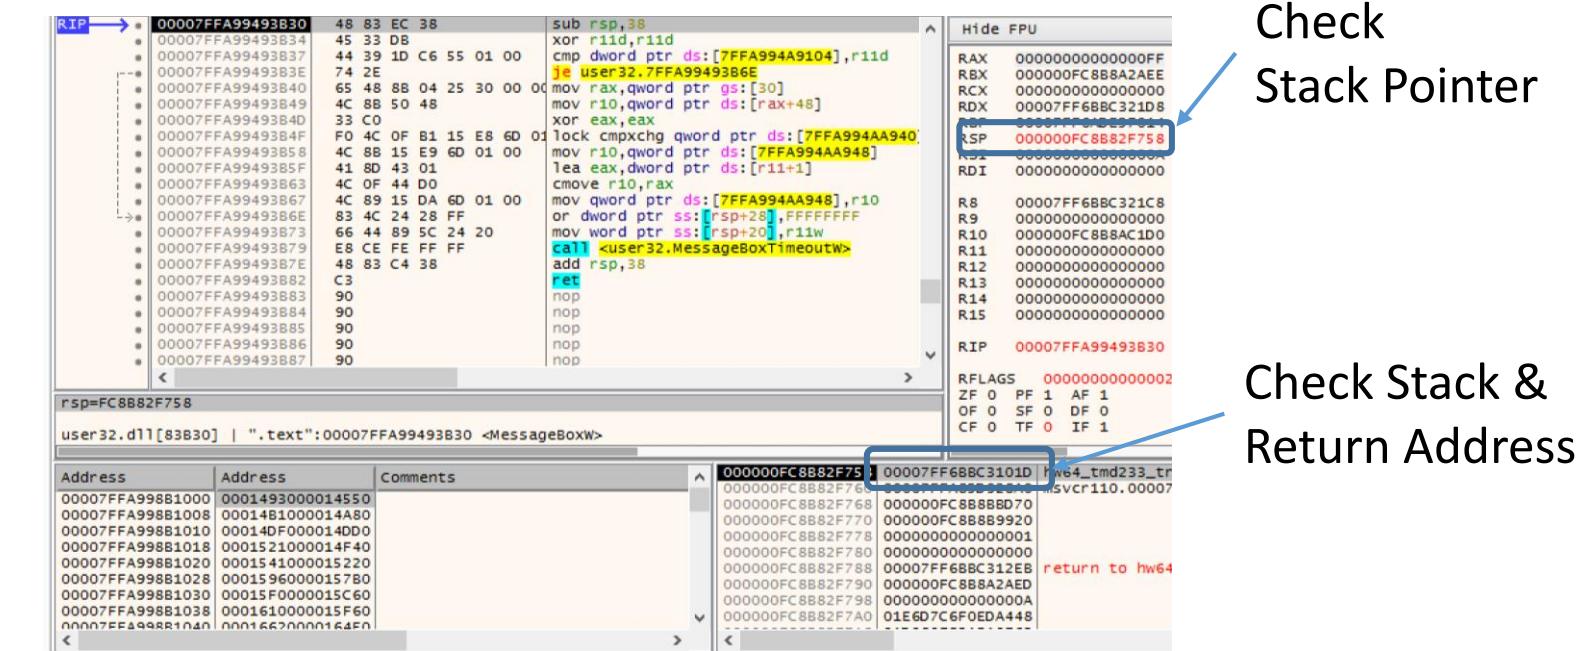 Check
Stack Pointer
Check Stack &
Return Address
RIP
00007FFA99493B30 48 83 EC 38 sub rsp,38
00007FFA99493B34 45 33 DB xor r11d,r11d
00007FFA99493B37 44 39 1D C6 55 01 00 cmp dword ptr ds:[7FFA994A9104],r11d
00007FFA99493B3E 74 2E je user32.7FFA99493B6E
00007FFA99493B40 65 48 8B 04 25 30 00 00 mov rax,qword ptr gs:[30]
00007FFA99493B49 4C 8B 50 48 mov r10,qword ptr ds:[rax+48]
00007FFA99493B4D 33 C0 xor eax,eax
00007FFA99493B4F F0 4C 0F B1 15 E8 6D 01 lock cmpxchg qword ptr ds:[7FFA994AA940
00007FFA99493B58 4C 8B 15 E9 6D 01 00 mov r10,qword ptr ds:[7FFA994AA948]
00007FFA99493B5F 41 8D 43 01 lea eax,dword ptr ds:[r11+1]
00007FFA99493B63 4C 0F 44 D0 cmove r10,rax
00007FFA99493B67 4C 89 15 DA 6D 01 00 mov qword ptr ds:[7FFA994AA948],r10
00007FFA99493B6E 83 4C 24 28 FF or dword ptr ss:[rsp+28],FFFFFFFF
00007FFA99493B73 66 44 89 5C 24 20 mov word ptr ss:[rsp+20],r11w
00007FFA99493B79 E8 CE FE FF FF call <user32.MessageBoxTimeoutW>
00007FFA99493B7E 48 83 C4 38 add rsp,38
00007FFA99493B82 C3 ret
00007FFA99493B83 90 nop
00007FFA99493B84 90 nop
00007FFA99493B85 90 nop
00007FFA99493B86 90 nop
00007FFA99493B87 90 nop
Hide FPU
RAX 00000000000000FF
RBX 000000FC8B8A2AEE
RCX 0000000000000000
RDX 00007FF6BBC321D8
RSP 000000FC8B82F758
RDI 0000000000000000
R8 00007FF6BBC321C8
R9 0000000000000000
R10 000000FC8B8AC1D0
R11 0000000000000000
R12 0000000000000000
R13 0000000000000000
R14 0000000000000000
R15 0000000000000000
RIP 00007FFA99493B30
RFLAGS 00000000000002
ZF 0 PF 1 AF 1
OF 0 SF 0 DF 0
CF 0 TF 0 IF 1
rsp=FC8B82F758
user32.dll[83B30] | ".text":00007FFA99493B30 <MessageBoxW>
Address Address Comments
00007FFA998B1000 0001493000014550
00007FFA998B1008 00014B1000014A80
00007FFA998B1010 00014DF000014DD0
00007FFA998B1018 0001521000014F40
00007FFA998B1020 0001541000015220
00007FFA998B1028 00015960000157B0
00007FFA998B1030 00015F0000015C60
00007FFA998B1038 0001610000015F60
00007FFA998B1040 00016620000164F0
000000FC8B82F758 00007FF6BBC3101D hw64_tmd233_tr
000000FC8B82F760 msvcr110.00007
000000FC8B82F768 000000FC8B8BBD70
000000FC8B82F770 000000FC8B8B9920
000000FC8B82F778 0000000000000001
000000FC8B82F780 0000000000000000
000000FC8B82F788 00007FF6BBC312EB return to hw64
000000FC8B82F790 000000FC8B8A2AED
000000FC8B82F798 000000000000000A
000000FC8B82F7A0 01E6D7C6F0EDA448